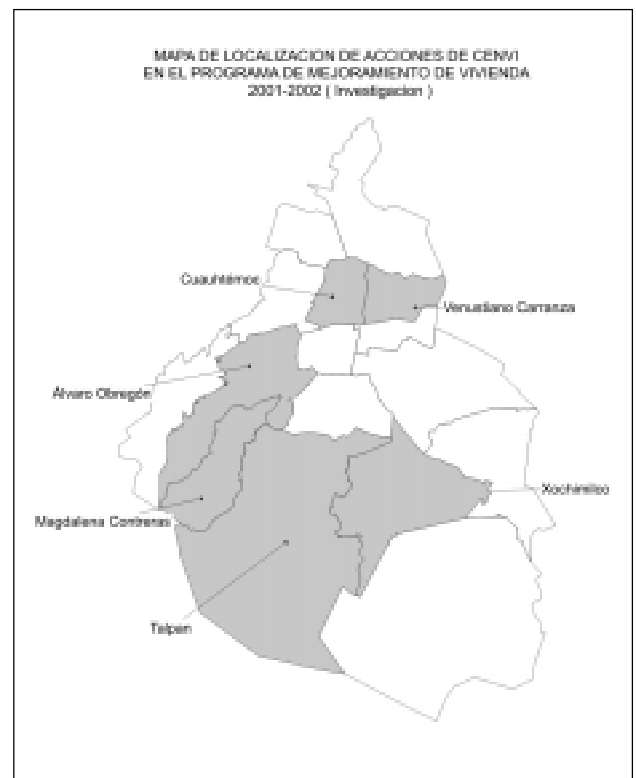 MAPA DE LOCALIZACION DE ACCIONES DE CENVI
EN EL PROGRAMA DE MEJORAMIENTO DE VIVIENDA
2001-2002 ( Investigacion )
Cuauhtémoc
Venustiano Carranza
Alvaro Obregón
Xochimilco
Magdalena Contreras
Tlalpan